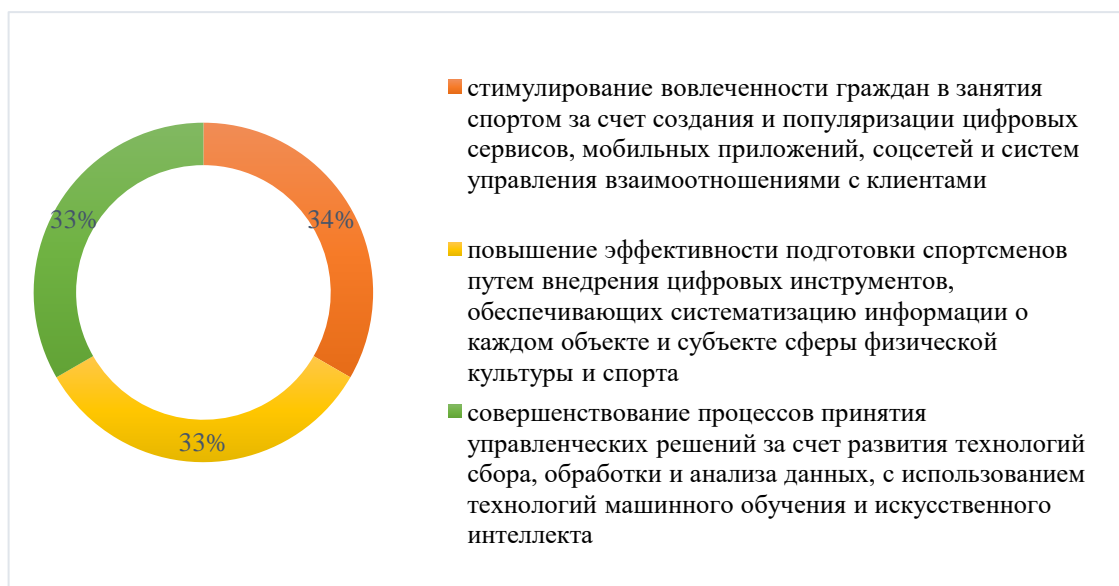 стимулирование вовлеченности граждан в занятия
спортом за счет создания и популяризации цифровых
сервисов, мобильных приложений, соцсетей и систем
управления взаимоотношениями с клиентами
33%
34%
повышение эффективности подготовки спортсменов
путем внедрения цифровых инструментов,
обеспечивающих систематизацию информации о
каждом объекте и субъекте сферы физической
культуры и спорта
33%
совершенствование процессов принятия
управленческих решений за счет развития технологий
сбора, обработки и анализа данных, с использованием
технологий машинного обучения и искусственного
интеллекта